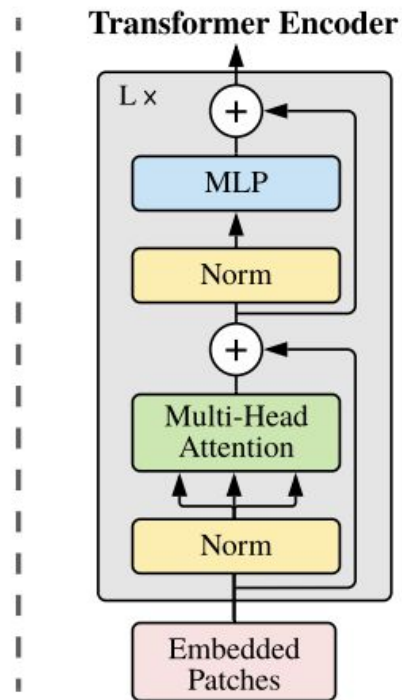 Transformer Encoder
L ×
+
MLP
Norm
+
Multi-Head
Attention
Norm
Embedded
Patches